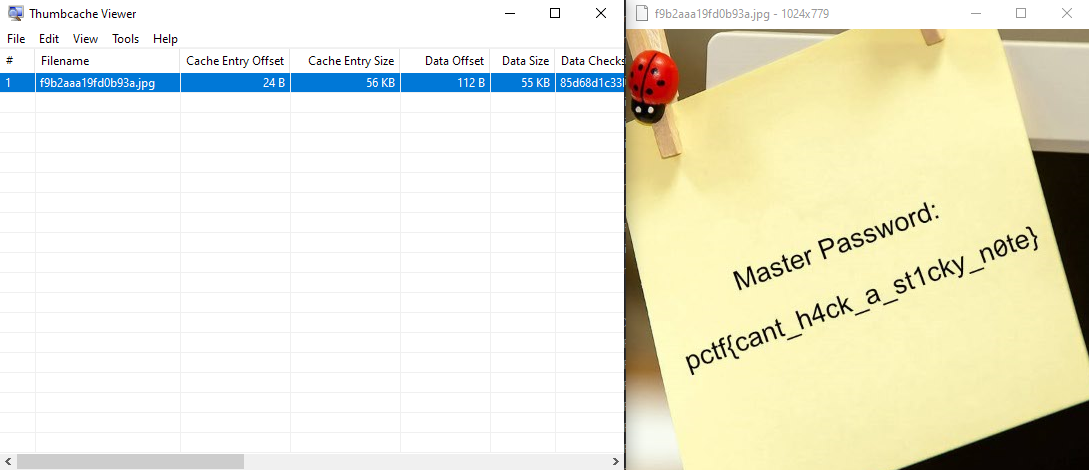 Thumbcache Viewer
File Edit View Tools Help
# Filename Cache Entry Offset Cache Entry Size Data Offset Data Size Data Checks
1 f9b2aaa19fd0b93a.jpg 24 B 56 KB 112 B 55 KB 85d68d1c33
f9b2aaa19fd0b93a.jpg - 1024x779
Master Password:
pctf{cant_h4ck_a_st1cky_n0te}